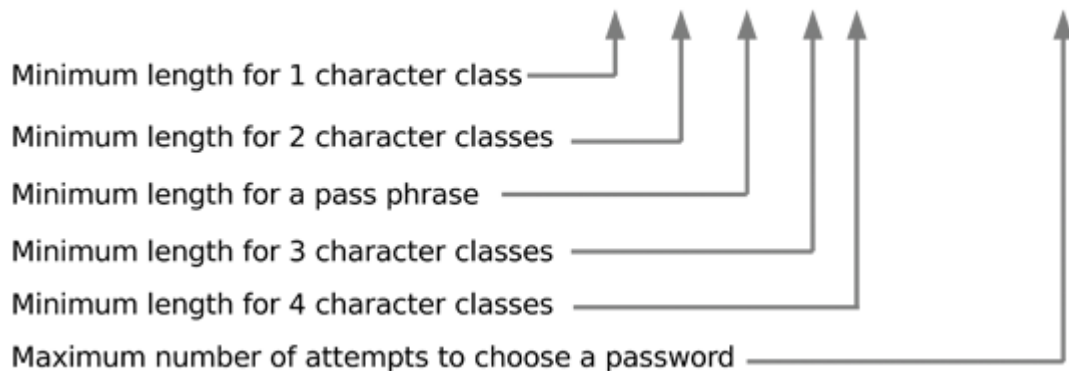 Minimum length for 1 character class
Minimum length for 2 character classes
Minimum length for a pass phrase
Minimum length for 3 character classes
Minimum length for 4 character classes
Maximum number of attempts to choose a password